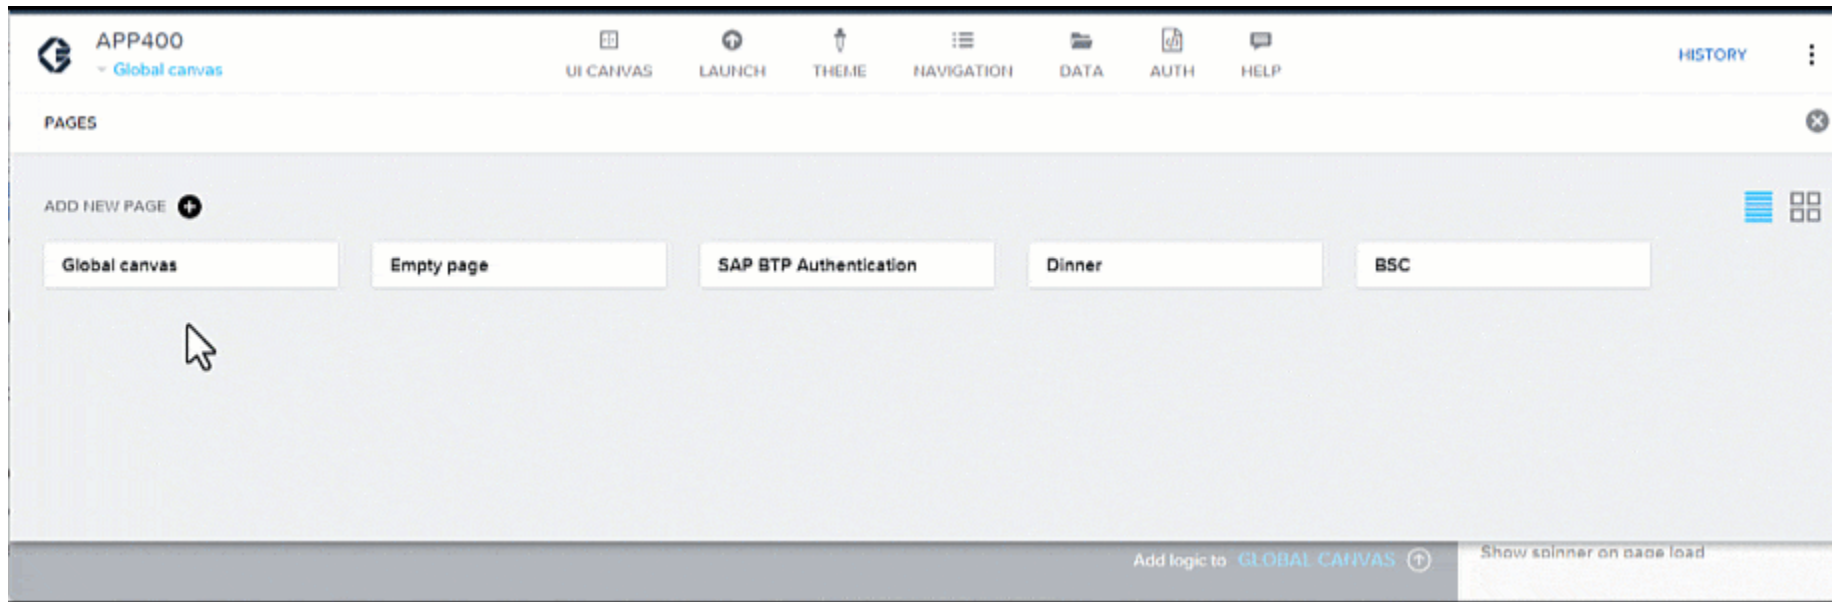 APP400
Global canvas
UI CANVAS LAUNCH THEME NAVIGATION DATA AUTH HELP
HISTORY
PAGES
ADD NEW PAGE
Global canvas Empty page SAP BTP Authentication Dinner BSC
Add logic to GLOBAL CANVAS
Show spinner on page load